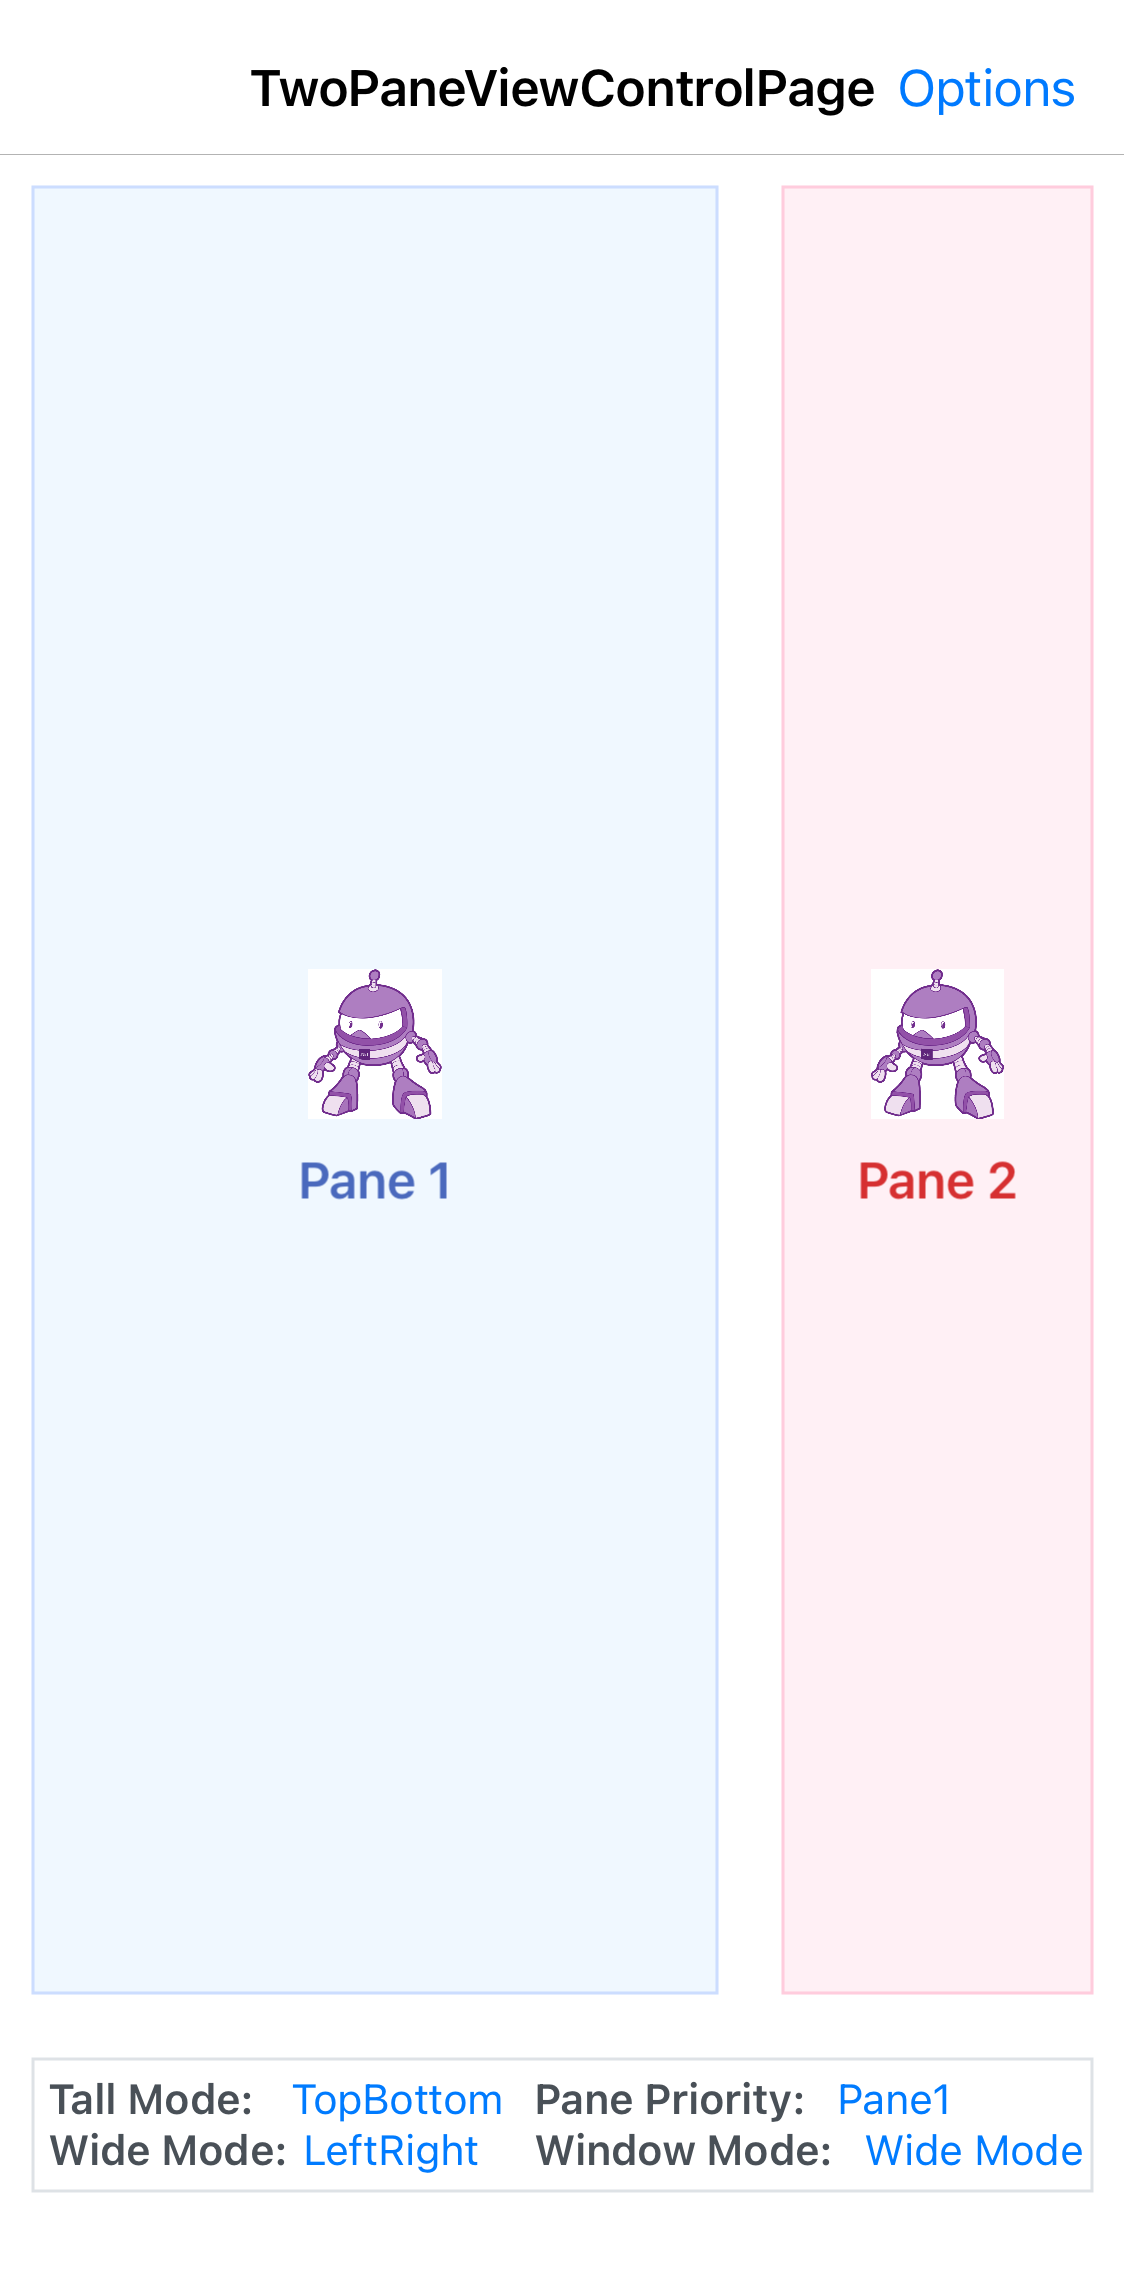 TwoPaneViewControlPage Options
Pane 1
Pane 2
Tall Mode: TopBottom Pane Priority: Pane1
Wide Mode: LeftRight Window Mode: Wide Mode